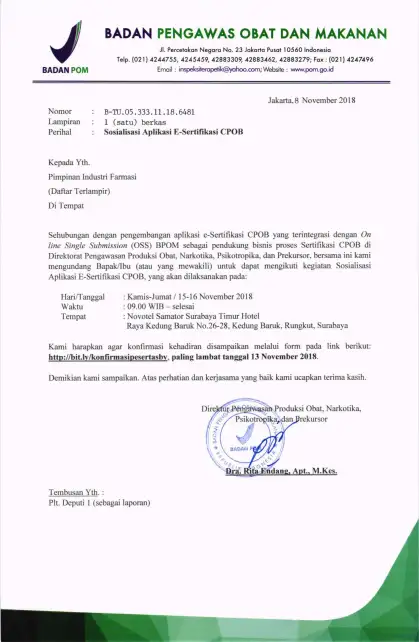 BADAN POM
BADAN PENGAWAS OBAT DAN MAKANAN
Jl. Percetakan Negara No. 23 Jakarta Pusat 10560 Indonesia
Telp. (021) 4244755, 4245459, 42883309, 42883462, 42883279; Fax : (021) 4247496
Email : inspeksiterapetik@yahoo.com; Website : www.pom.go.id
Jakarta, 8 November 2018
Nomor : B-TU.05.333.11.18.6481
Lampiran : 1 (satu) berkas
Perihal : Sosialisasi Aplikasi E-Sertifikasi CPOB
Kepada Yth.
Pimpinan Industri Farmasi
(Daftar Terlampir)
Di Tempat
Sehubungan dengan pengembangan aplikasi e-Sertifikasi CPOB yang terintegrasi dengan On
line Single Submission (OSS) BPOM sebagai pendukung bisnis proses Sertifikasi CPOB di
Direktorat Pengawasan Produksi Obat, Narkotika, Psikotropika, dan Prekursor, bersama ini kami
mengundang Bapak/Ibu (atau yang mewakili) untuk dapat mengikuti kegiatan Sosialisasi
Aplikasi E-Sertifikasi CPOB, yang akan dilaksanakan pada:
Hari/Tanggal : Kamis-Jumat / 15-16 November 2018
Waktu : 09.00 WIB – selesai
Tempat : Novotel Samator Surabaya Timur Hotel
Raya Kedung Baruk No.26-28, Kedung Baruk, Rungkut, Surabaya
Kami harapkan agar konfirmasi kehadiran disampaikan melalui form pada link berikut:
http://bit.ly/konfirmasipesertasby, paling lambat tanggal 13 November 2018.
Demikian kami sampaikan. Atas perhatian dan kerjasama yang baik kami ucapkan terima kasih.
Direktur Pengawasan Produksi Obat, Narkotika,
Psikotropika, dan Prekursor
BADAN POM
Dra. Rita Endang, Apt., M.Kes.
Tembusan Yth. :
Plt. Deputi 1 (sebagai laporan)